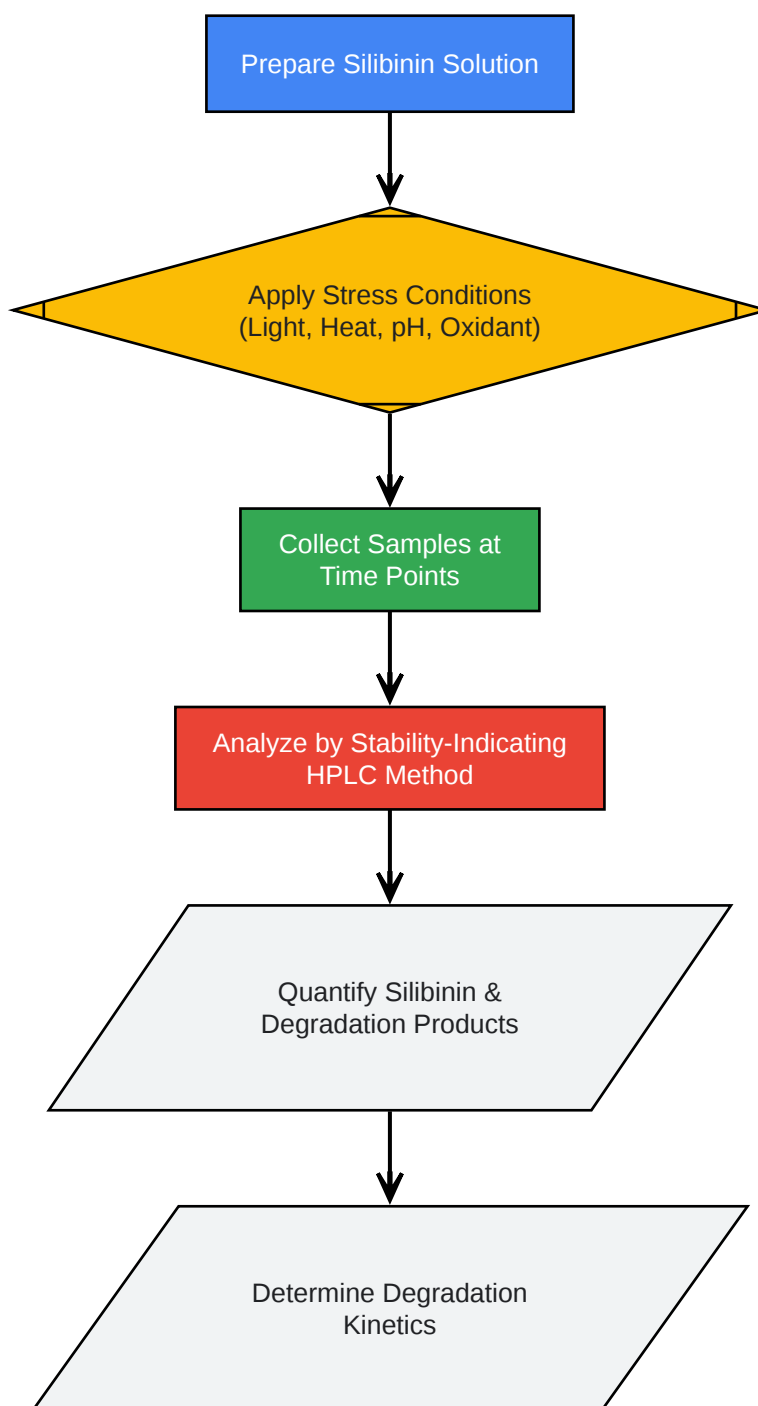 Prepare Silibinin Solution
Apply Stress Conditions
(Light, Heat, pH, Oxidant)
Collect Samples at
Time Points
Analyze by Stability-Indicating
HPLC Method
Quantify Silibinin &
Degradation Products
Determine Degradation
Kinetics